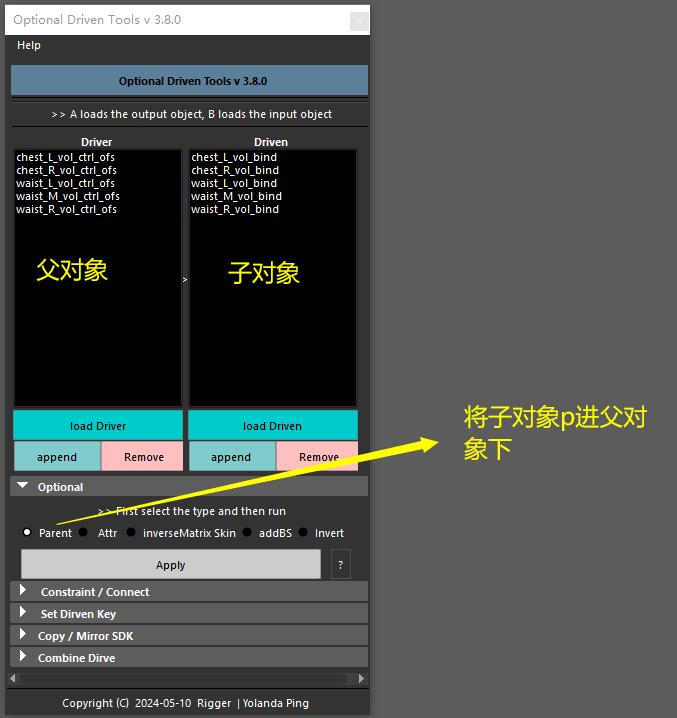 Optional Driven Tools v 3.8.0
x
Help
Optional Driven Tools v 3.8.0
>> A loads the output object, B loads the input object
Driver
Driven
chest_L_vol_ctrl_ofs
chest_R_vol_ctrl_ofs
waist_L_vol_ctrl_ofs
waist_M_vol_ctrl_ofs
waist_R_vol_ctrl_ofs
父对象
>
chest_L_vol_bind
chest_R_vol_bind
waist_L_vol_bind
waist_M_vol_bind
waist_R_vol_bind
子对象
load Driver
load Driven
append
Remove
append
Remove
将子对象p进父对
象下
Optional
>> First select the type and then run
Parent
Attr
inverseMatrix Skin
addBS
Invert
Apply
?
Constraint / Connect
Set Dirven Key
Copy / Mirror SDK
Combine Dirve
Copyright (C) 2024-05-10 Rigger | Yolanda Ping